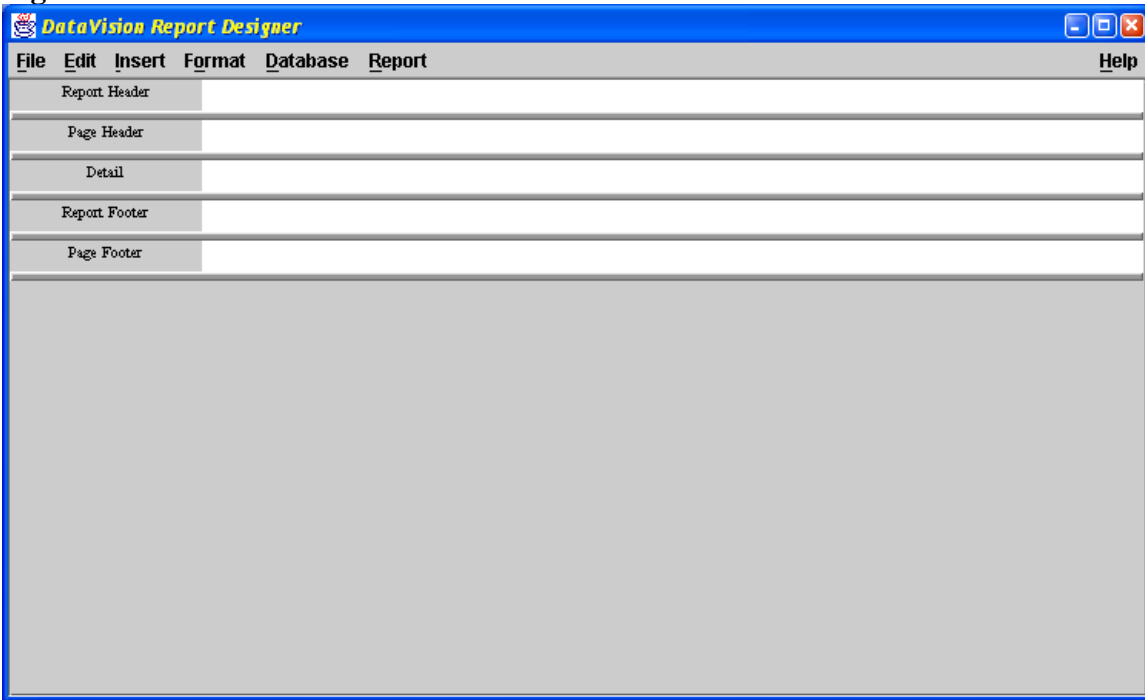 DataVision Report Designer
File Edit Insert Format Database Report Help
Report Header
Page Header
Detail
Report Footer
Page Footer